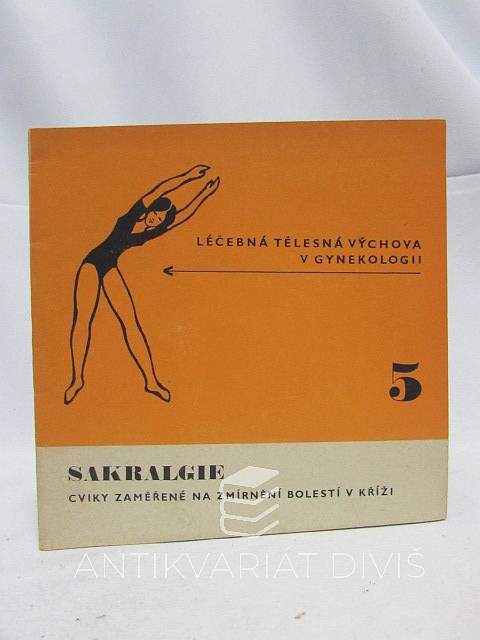 LÉČEBNÁ TĚLESNÁ VÝCHOVA
V GYNEKOLOGII
5
SAKRALGIE
CVIKY ZAMĚŘENÉ NA ZMÍRNĚNÍ BOLESTÍ V KŘÍŽI
ANTIKVARIÁT DIVIŠ